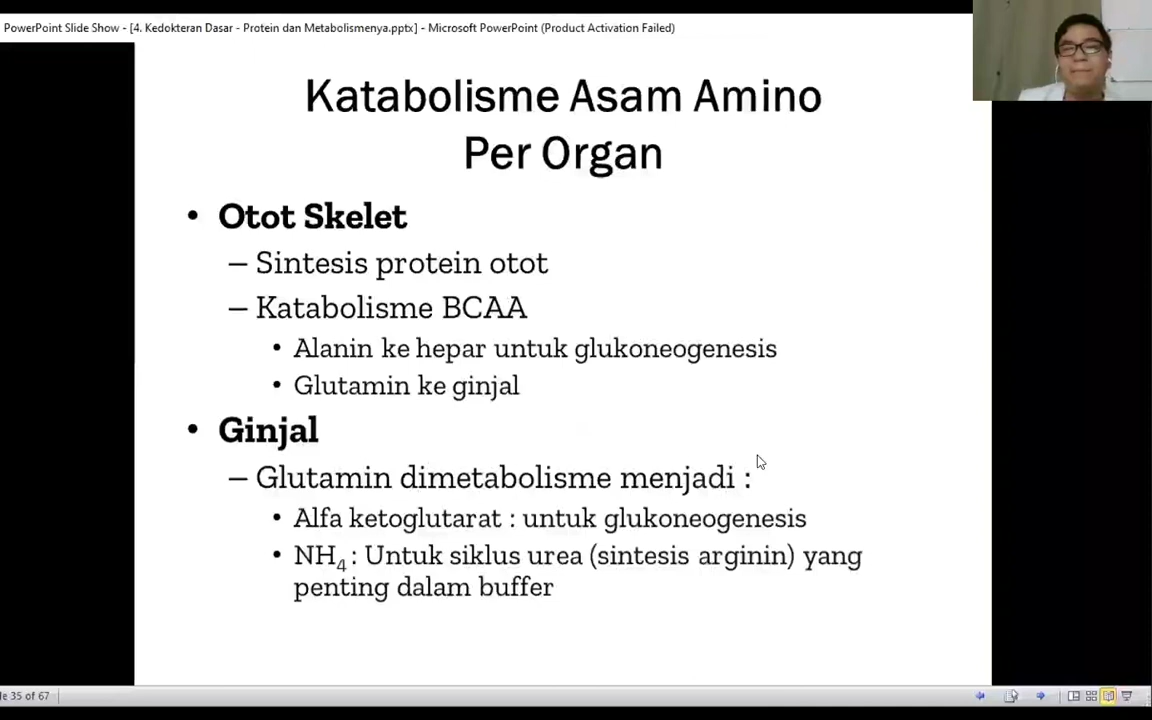 PowerPoint Slide Show - [4. Kedokteran Dasar - Protein dan Metabolismenya.pptx] - Microsoft PowerPoint (Product Activation Failed)
Katabolisme Asam Amino
Per Organ
• Otot Skelet
– Sintesis protein otot
– Katabolisme BCAA
• Alanin ke hepar untuk glukoneogenesis
• Glutamin ke ginjal
• Ginjal
– Glutamin dimetabolisme menjadi :
• Alfa ketoglutarat : untuk glukoneogenesis
• NH₄ : Untuk siklus urea (sintesis arginin) yang
penting dalam buffer
le 35 of 67